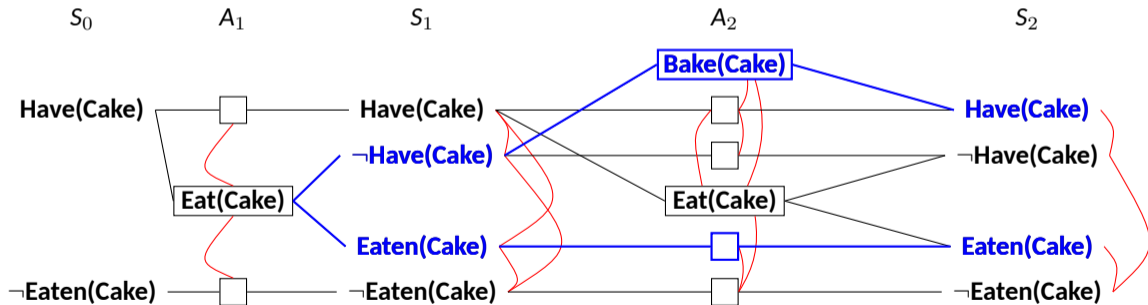 S0 A1 S1 A2 S2
Bake(Cake)
Have(Cake) Have(Cake) Have(Cake)
¬Have(Cake) ¬Have(Cake)
Eat(Cake) Eat(Cake)
Eaten(Cake) Eaten(Cake)
¬Eaten(Cake) ¬Eaten(Cake) ¬Eaten(Cake)